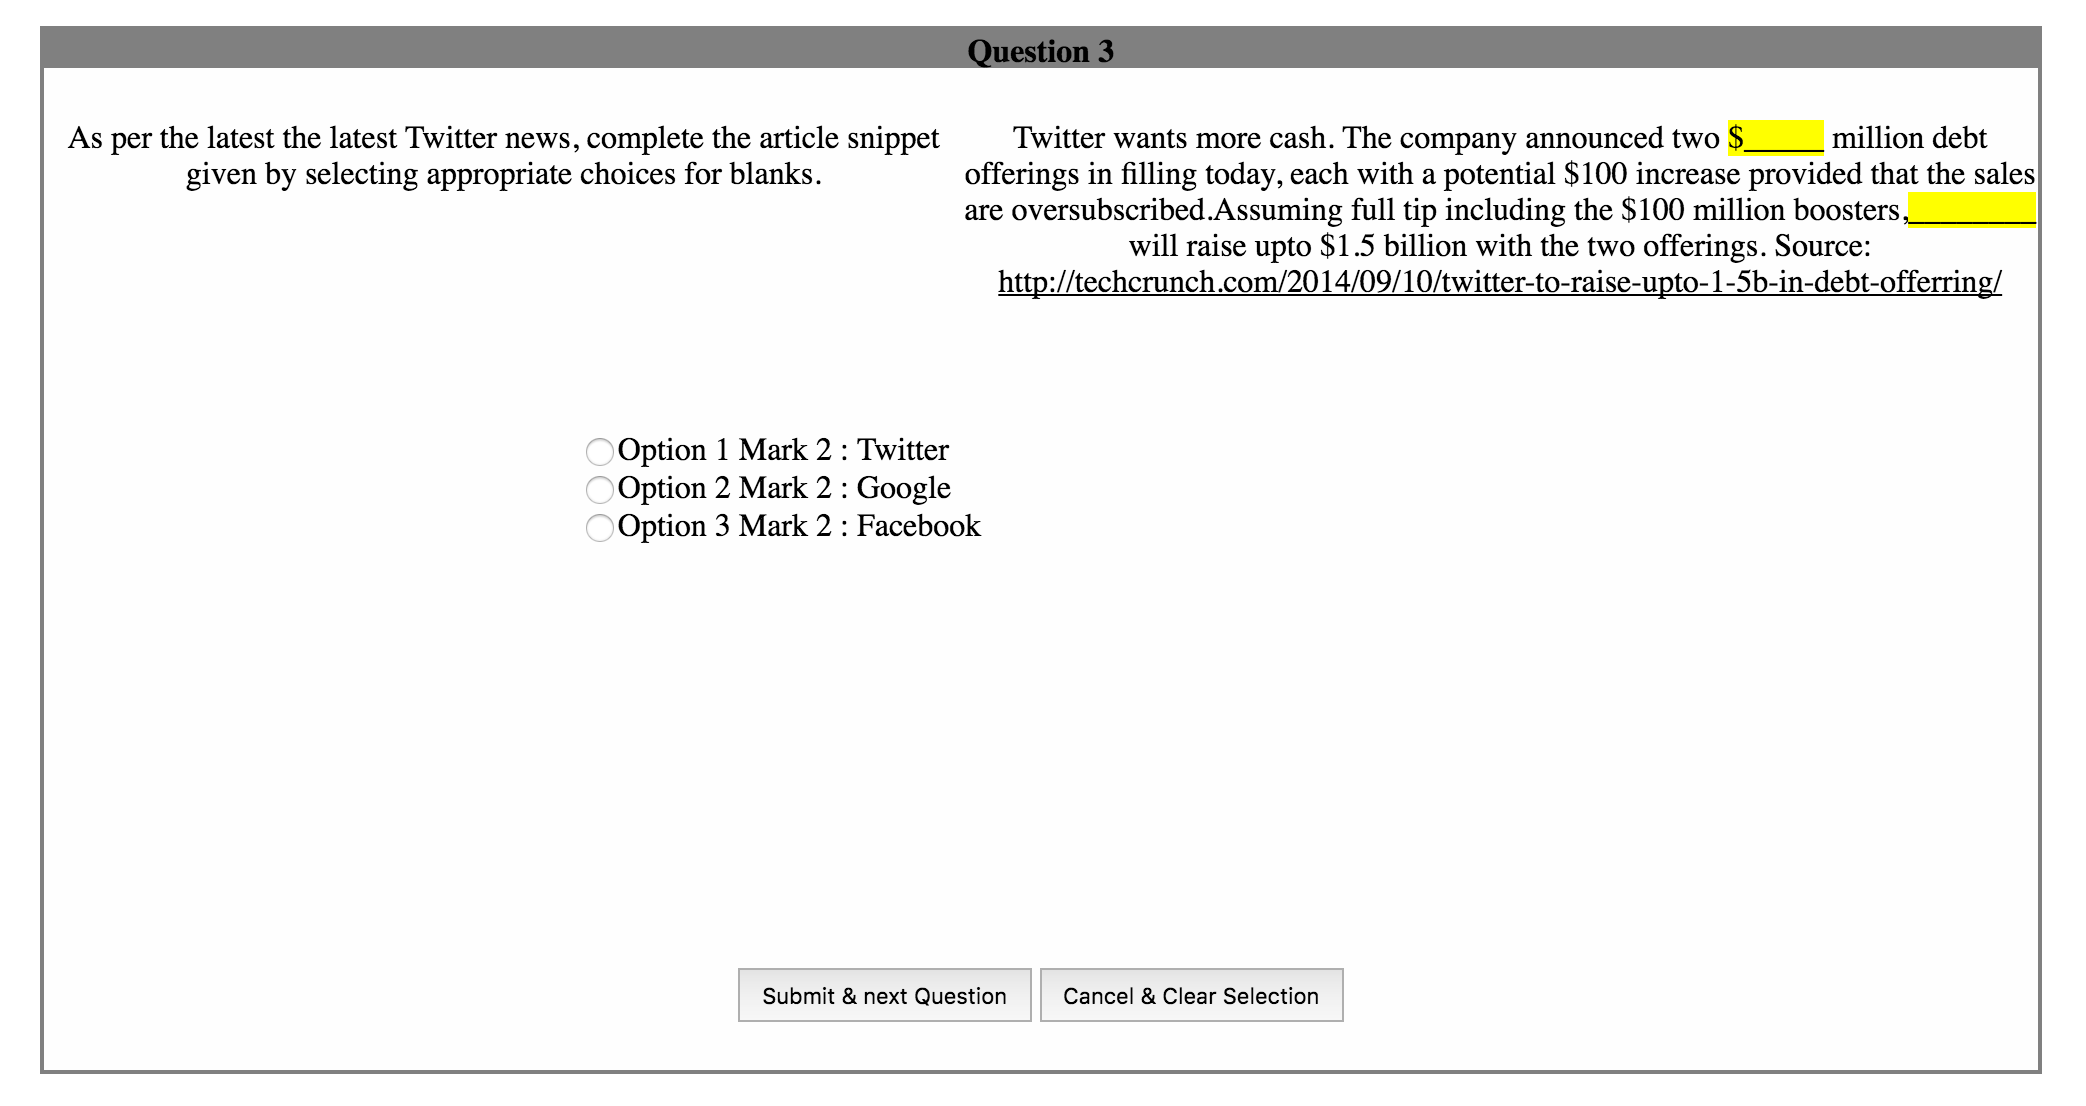 Question 3
As per the latest the latest Twitter news, complete the article snippet
given by selecting appropriate choices for blanks.
Twitter wants more cash. The company announced two $_____ million debt
offerings in filling today, each with a potential $100 increase provided that the sales
are oversubscribed.Assuming full tip including the $100 million boosters,________
will raise upto $1.5 billion with the two offerings. Source:
http://techcrunch.com/2014/09/10/twitter-to-raise-upto-1-5b-in-debt-offerring/
Option 1 Mark 2 : Twitter
Option 2 Mark 2 : Google
Option 3 Mark 2 : Facebook
Submit & next Question
Cancel & Clear Selection